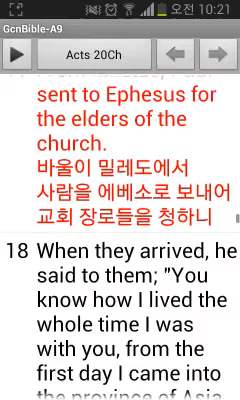 오전 10:21
GcnBible-A9
Acts 20Ch
sent to Ephesus for
the elders of the
church.
바울이 밀레도에서
사람을 에베소로 보내어
교회 장로들을 청하니
18 When they arrived, he
said to them; "You
know how I lived the
whole time I was
with you, from the
first day I came into
the province of Asia